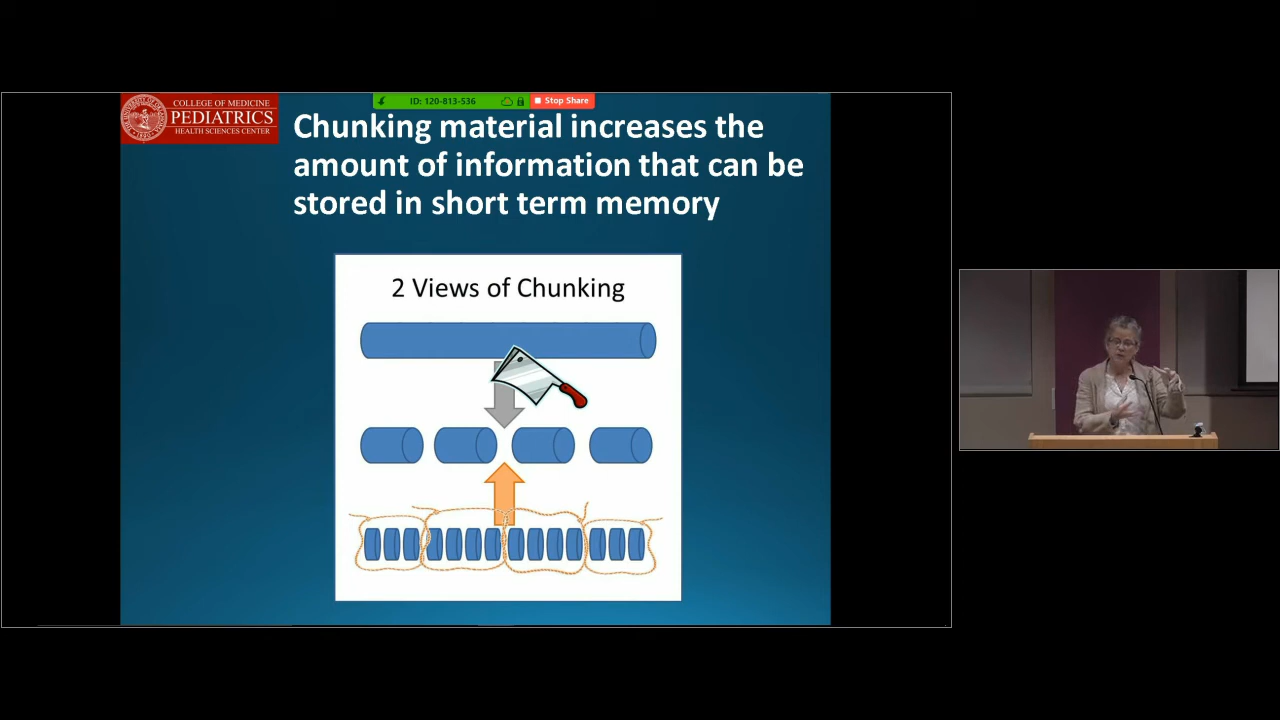 COLLEGE OF MEDICINE
PEDIATRICS
HEALTH SCIENCES CENTER
ID: 120-813-536
Stop Share
Chunking material increases the
amount of information that can be
stored in short term memory
2 Views of Chunking